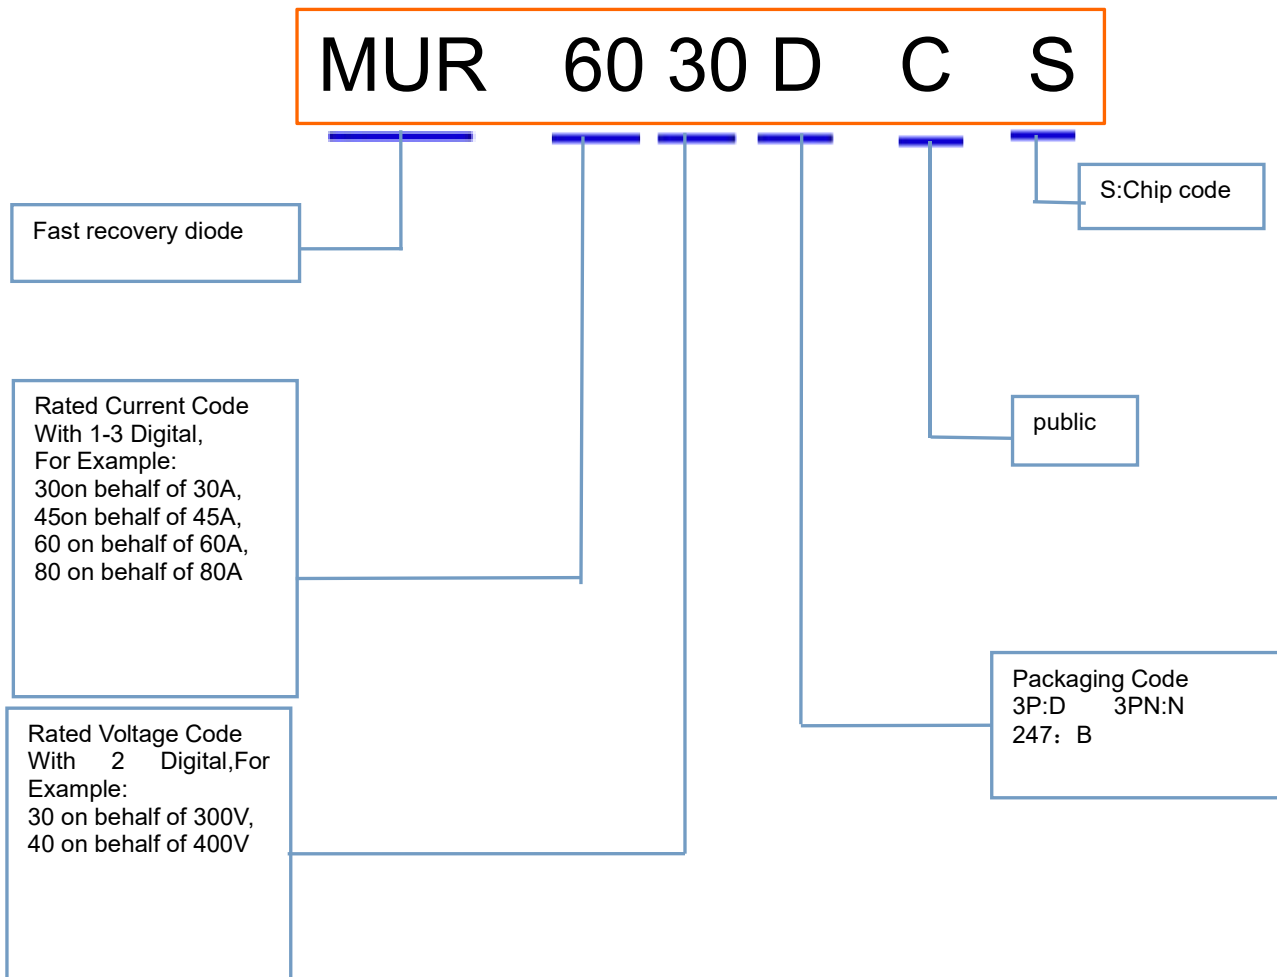 MUR 60 30 D C S
S:Chip code
Fast recovery diode
Rated Current Code
With 1-3 Digital,
For Example:
30on behalf of 30A,
45on behalf of 45A,
60 on behalf of 60A,
80 on behalf of 80A
public
Packaging Code
3P:D 3PN:N
247：B
Rated Voltage Code
With 2 Digital,For
Example:
30 on behalf of 300V,
40 on behalf of 400V